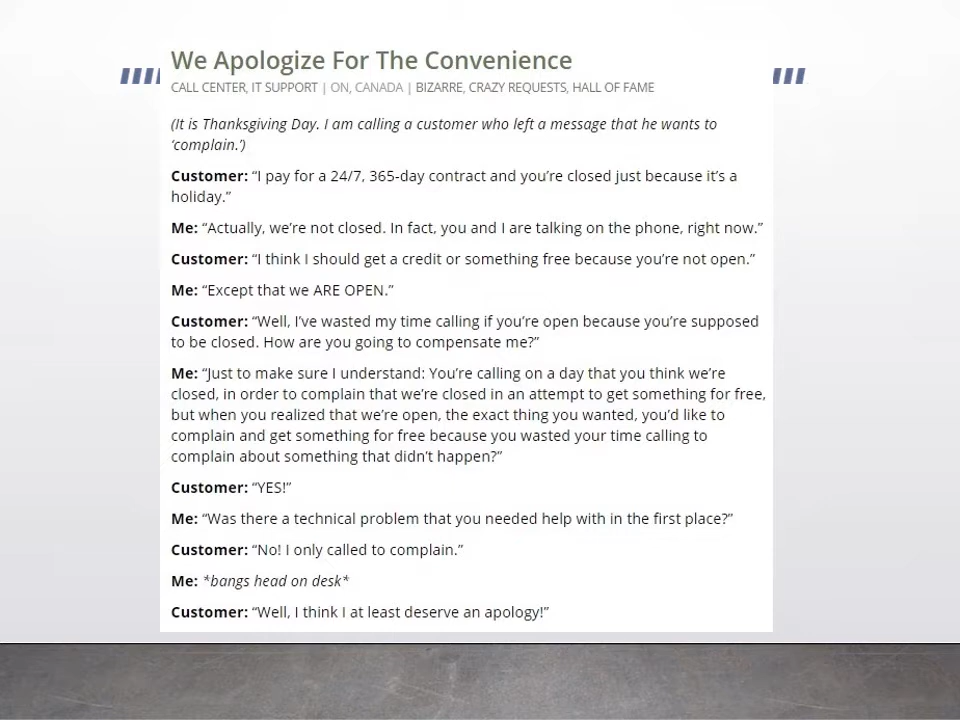 We Apologize For The Convenience
CALL CENTER, IT SUPPORT | ON, CANADA | BIZARRE, CRAZY REQUESTS, HALL OF FAME
(It is Thanksgiving Day. I am calling a customer who left a message that he wants to
‘complain.’)
Customer: “I pay for a 24/7, 365-day contract and you’re closed just because it’s a
holiday.”
Me: “Actually, we’re not closed. In fact, you and I are talking on the phone, right now.”
Customer: “I think I should get a credit or something free because you’re not open.”
Me: “Except that we ARE OPEN.”
Customer: “Well, I’ve wasted my time calling if you’re open because you’re supposed
to be closed. How are you going to compensate me?”
Me: “Just to make sure I understand: You’re calling on a day that you think we’re
closed, in order to complain that we’re closed in an attempt to get something for free,
but when you realized that we’re open, the exact thing you wanted, you’d like to
complain and get something for free because you wasted your time calling to
complain about something that didn’t happen?”
Customer: “YES!”
Me: “Was there a technical problem that you needed help with in the first place?”
Customer: “No! I only called to complain.”
Me: *bangs head on desk*
Customer: “Well, I think I at least deserve an apology!”